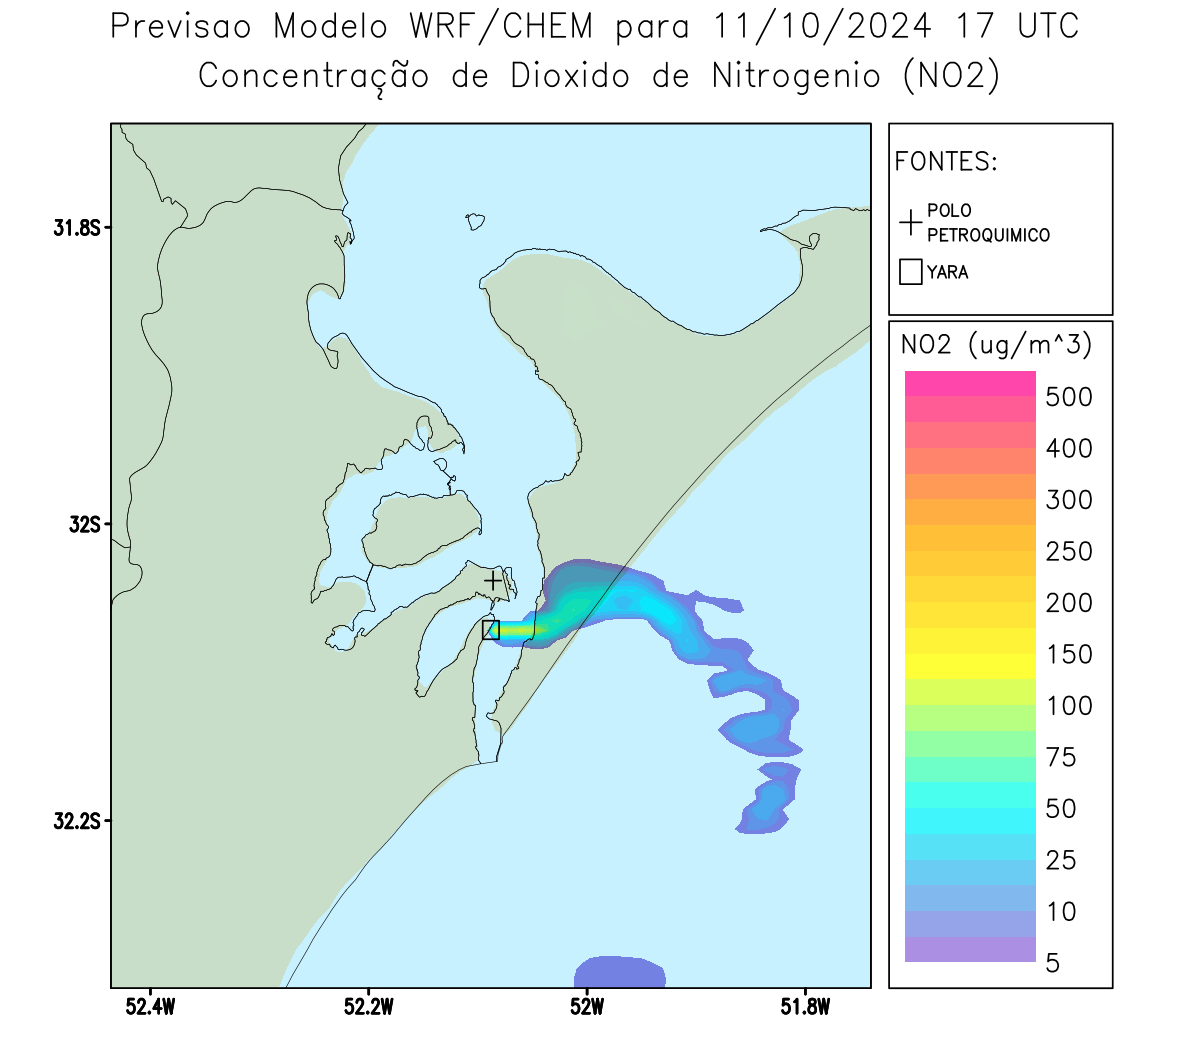 Previsao Modelo WRF/CHEM para 11/10/2024 17 UTC
Concentração de Dioxido de Nitrogenio (NO2)
FONTES:
POLO
PETROQUIMICO
YARA
NO2 (ug/m^3)
500
400
300
250
200
150
100
75
50
25
10
5
31.8S
32S
32.2S
52.4W
52.2W
52W
51.8W